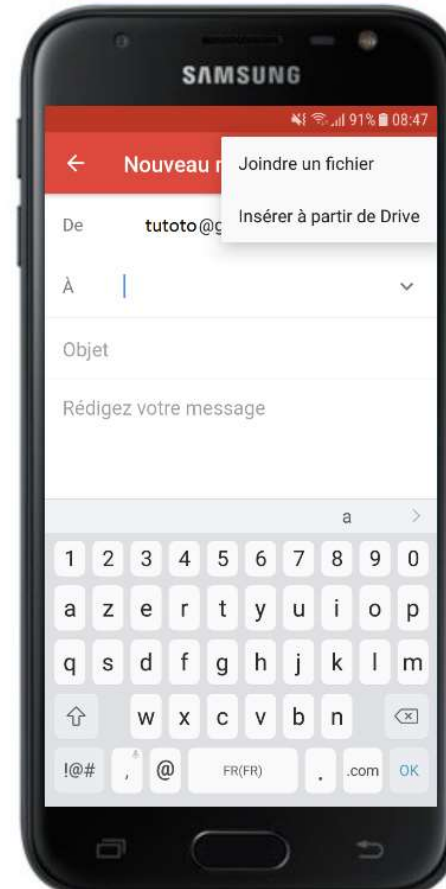 SAMSUNG
91% 08:47
Nouveau
Joindre un fichier
Insérer à partir de Drive
De tutoto@g
À
Objet
Rédigez votre message
a
1 2 3 4 5 6 7 8 9 0
a z e r t y u i o p
q s d f g h j k l m
w x c v b n
!@# , @ FR(FR) . .com OK